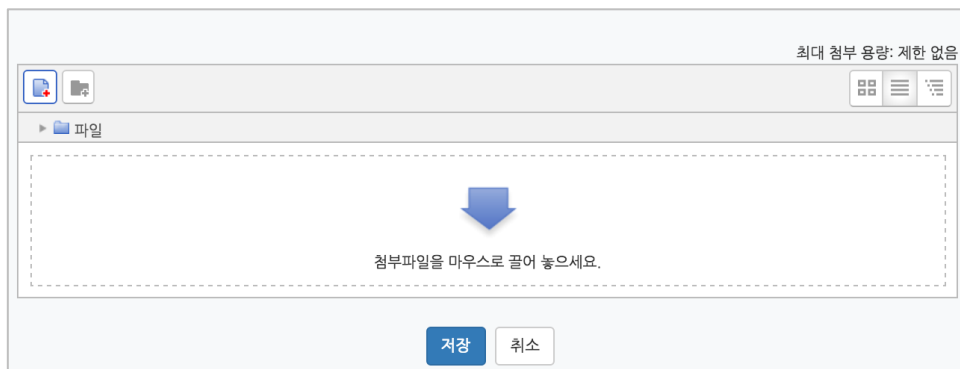 최대 첨부 용량: 제한 없음
파일
첨부파일을 마우스로 끌어 놓으세요.
저장 취소